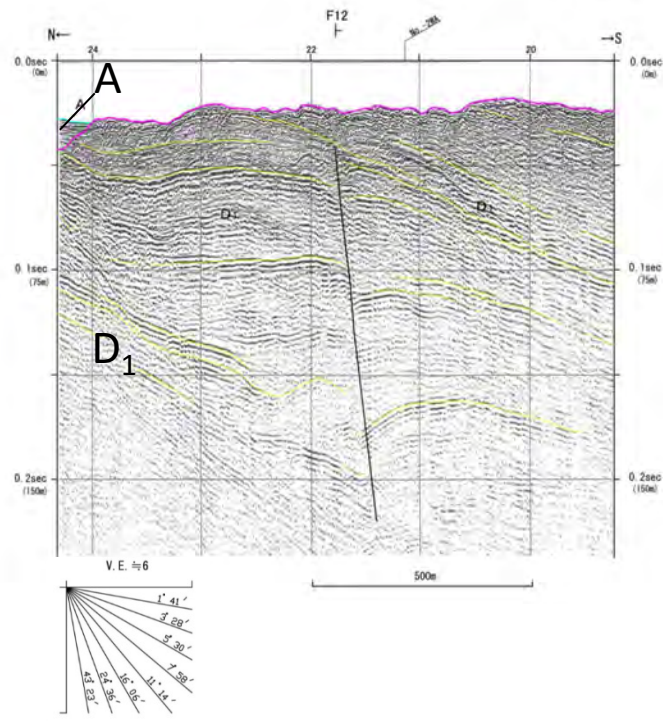 F12
N←
24
22
No.-2MA
20
→S
0.0sec
(0m)
0.0sec
(0m)
A
A
D₁
D₁
0.1sec
(75m)
0.1sec
(75m)
D₁
0.2sec
(150m)
0.2sec
(150m)
V. E. ≒6
500m
1° 41′
3° 28′
5° 30′
7° 58′
11° 14′
16° 06′
24° 36′
43° 23′